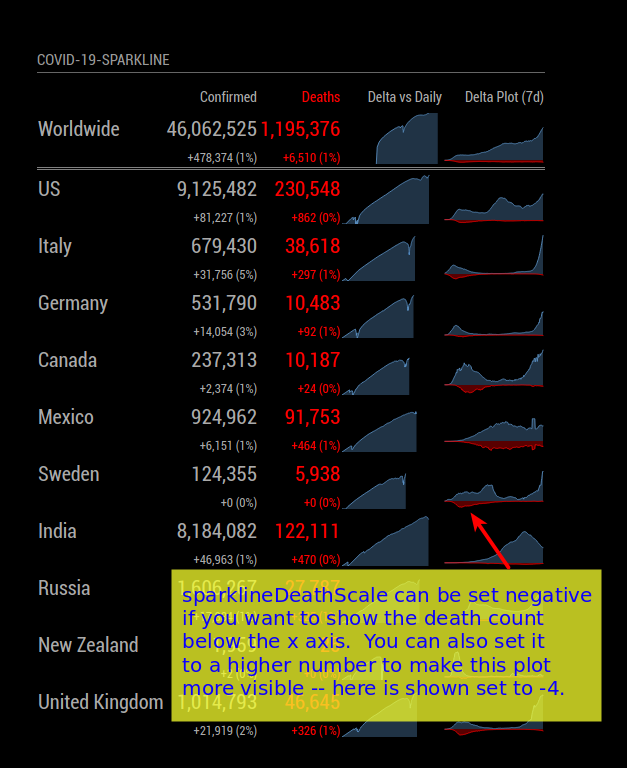 COVID-19-SPARKLINE
Confirmed Deaths Delta vs Daily Delta Plot (7d)
Worldwide 46,062,525 1,195,376
+478,374 (1%) +6,510 (1%)
US 9,125,482 230,548
+81,227 (1%) +862 (0%)
Italy 679,430 38,618
+31,756 (5%) +297 (1%)
Germany 531,790 10,483
+14,054 (3%) +92 (1%)
Canada 237,313 10,187
+2,374 (1%) +24 (0%)
Mexico 924,962 91,753
+6,151 (1%) +464 (1%)
Sweden 124,355 5,938
+0 (0%) +0 (0%)
India 8,184,082 122,111
+46,963 (1%) +470 (0%)
Russia
New Zealand
United Kingdom 1,014,793 46,645
+21,919 (2%) +326 (1%)
sparklineDeathScale can be set negative
if you want to show the death count
below the x axis. You can also set it
to a higher number to make this plot
more visible -- here is shown set to -4.